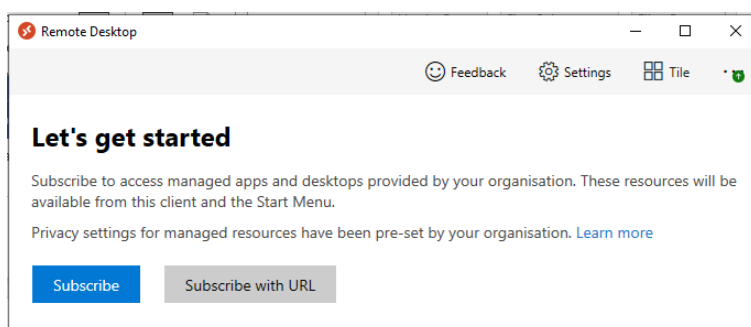 Remote Desktop
Feedback
Settings
Tile
Let's get started
Subscribe to access managed apps and desktops provided by your organisation. These resources will be
available from this client and the Start Menu.
Privacy settings for managed resources have been pre-set by your organisation. Learn more
Subscribe
Subscribe with URL